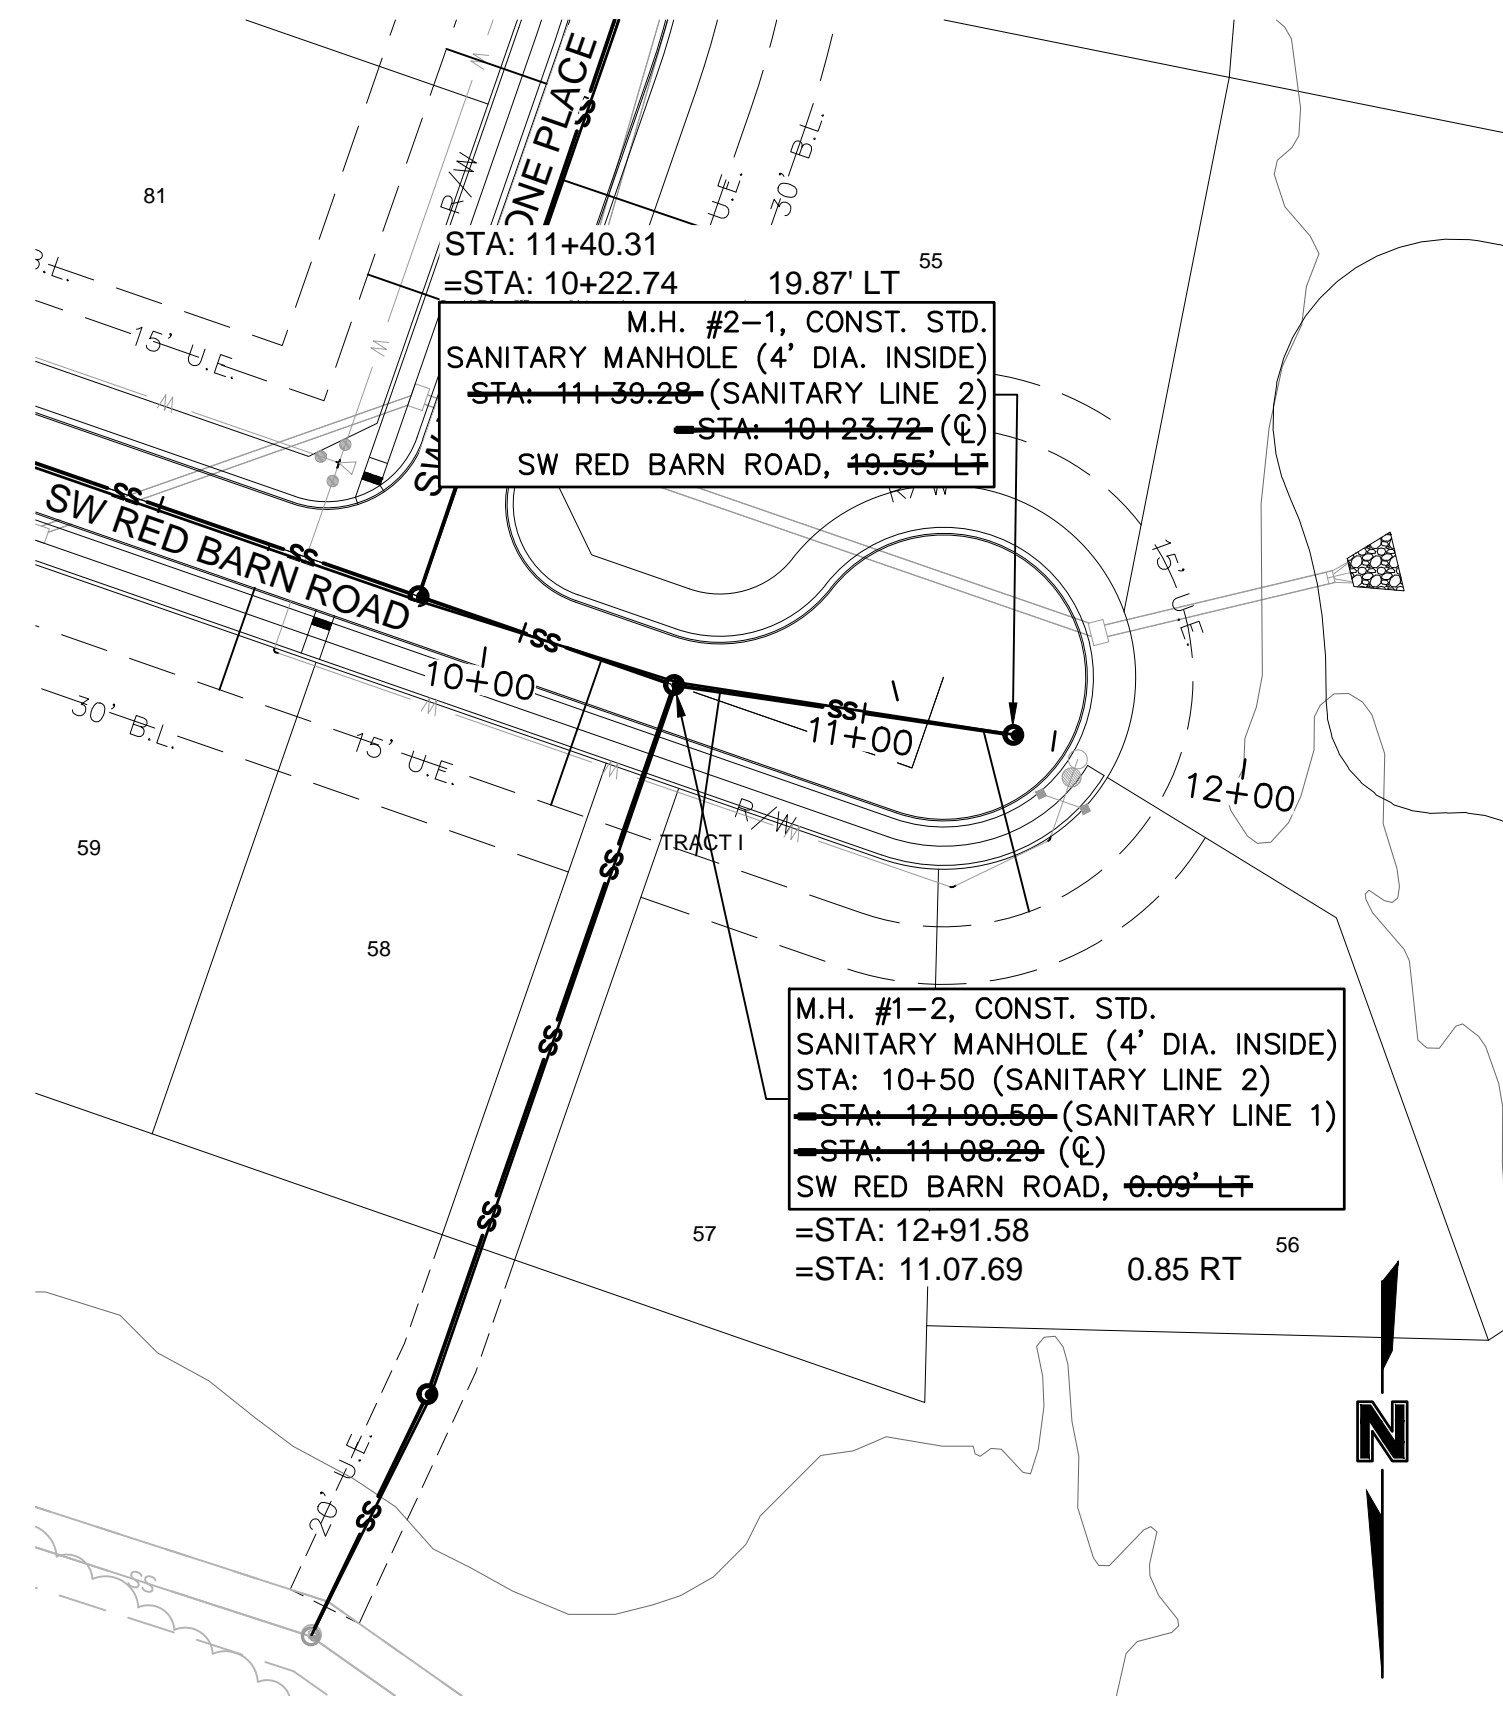 ONE PLACE
SS
W
R/W
U.E.
30' B.L.
81
B.L.
15' U.E.
W
W
STA: 11+40.31
=STA: 10+22.74 19.87' LT
55
M.H. #2-1, CONST. STD.
SANITARY MANHOLE (4' DIA. INSIDE)
STA: 11+39.28 (SANITARY LINE 2)
=STA: 10+23.72 (℄)
SW RED BARN ROAD, 19.55' LT
SW
R/W
SS
SS
SW RED BARN ROAD
15' U.E.
SS
10+00
W
30' B.L.
15' U.E.
SS
11+00
12+00
W
R/W
W
TRACT I
59
SS
58
M.H. #1-2, CONST. STD.
SANITARY MANHOLE (4' DIA. INSIDE)
STA: 10+50 (SANITARY LINE 2)
=STA: 12+90.50 (SANITARY LINE 1)
=STA: 11+08.29 (℄)
SW RED BARN ROAD, 0.09' LT
SS
SS
57
=STA: 12+91.58
56
=STA: 11.07.69 0.85 RT
N
20' U.E.
SS
SS